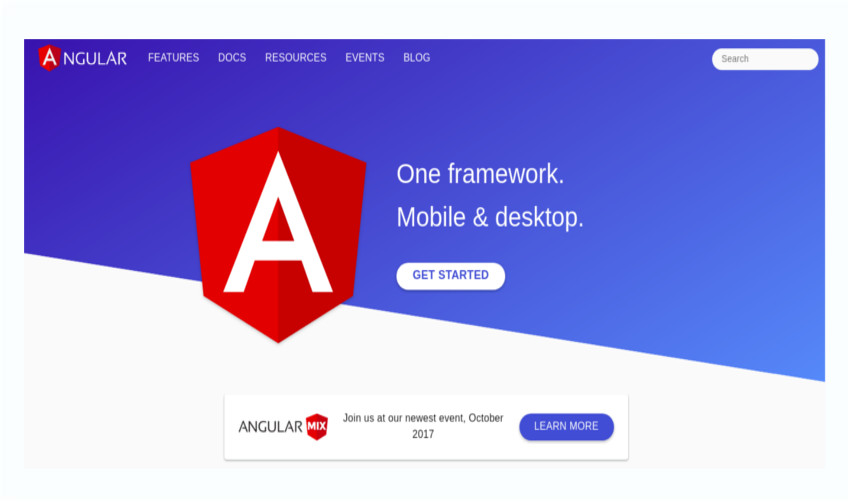 ANGULAR FEATURES DOCS RESOURCES EVENTS BLOG Search
A
One framework.
Mobile & desktop.
GET STARTED
ANGULAR MIX
Join us at our newest event, October
2017
LEARN MORE